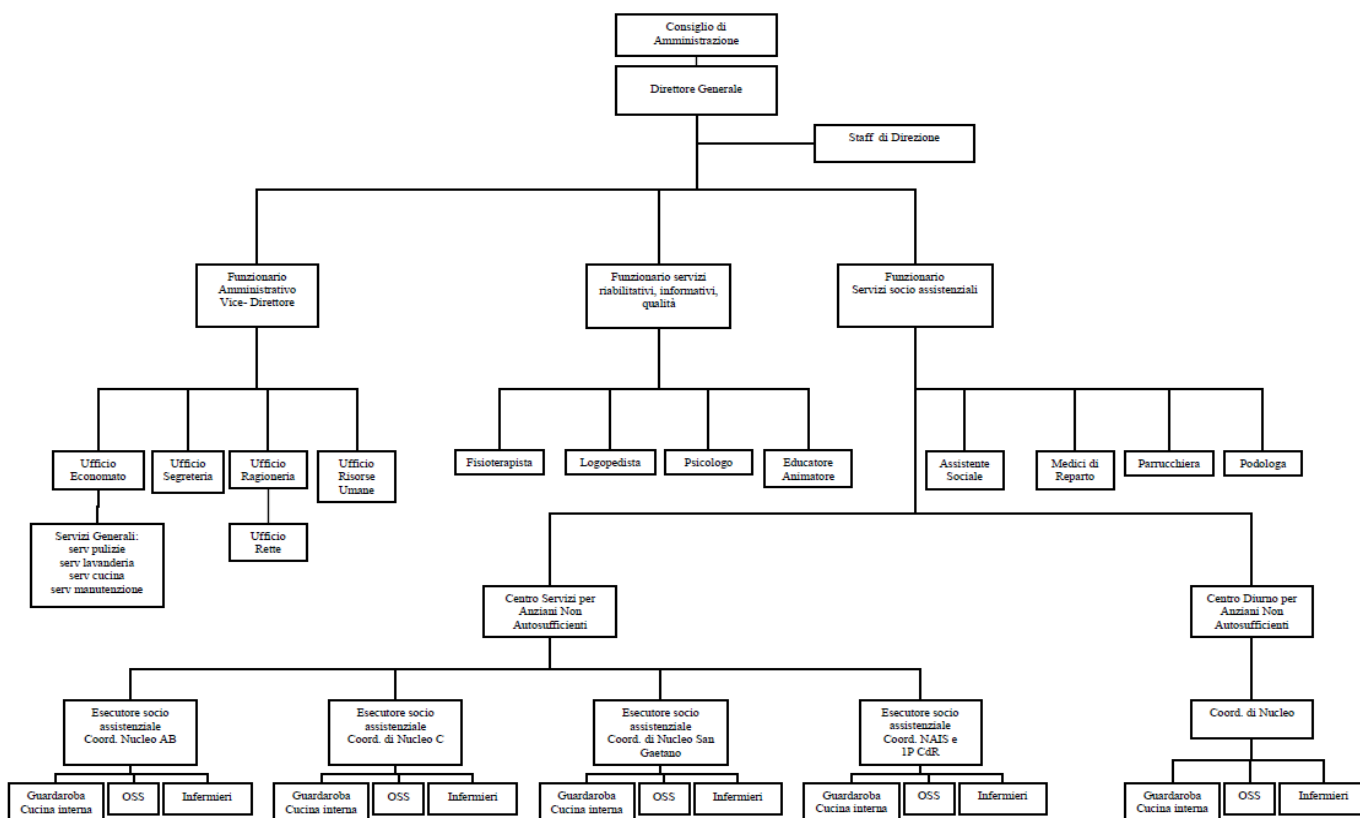 Consiglio di
Amministrazione
Direttore Generale
Staff di Direzione
Funzionario
Amministrativo
Vice- Direttore
Funzionario servizi
riabilitativi, informativi,
qualità
Funzionario
Servizi socio assistenziali
Ufficio
Economato
Ufficio
Segreteria
Ufficio
Ragioneria
Ufficio
Risorse
Umane
Fisioterapista
Logopedista
Psicologo
Educatore
Animatore
Assistente
Sociale
Medici di
Reparto
Parrucchiera
Podologa
Servizi Generali:
serv pulizie
serv lavanderia
serv cucina
serv manutenzione
Ufficio
Rette
Centro Servizi per
Anziani Non
Autosufficienti
Centro Diurno per
Anziani Non
Autosufficienti
Esecutore socio
assistenziale
Coord. Nucleo AB
Esecutore socio
assistenziale
Coord. di Nucleo C
Esecutore socio
assistenziale
Coord. di Nucleo San
Gaetano
Esecutore socio
assistenziale
Coord. NAIS e
1P CdR
Coord. di Nucleo
Guardaroba
Cucina interna
OSS
Infermieri
Guardaroba
Cucina interna
OSS
Infermieri
Guardaroba
Cucina interna
OSS
Infermieri
Guardaroba
Cucina interna
OSS
Infermieri
Guardaroba
Cucina interna
OSS
Infermieri